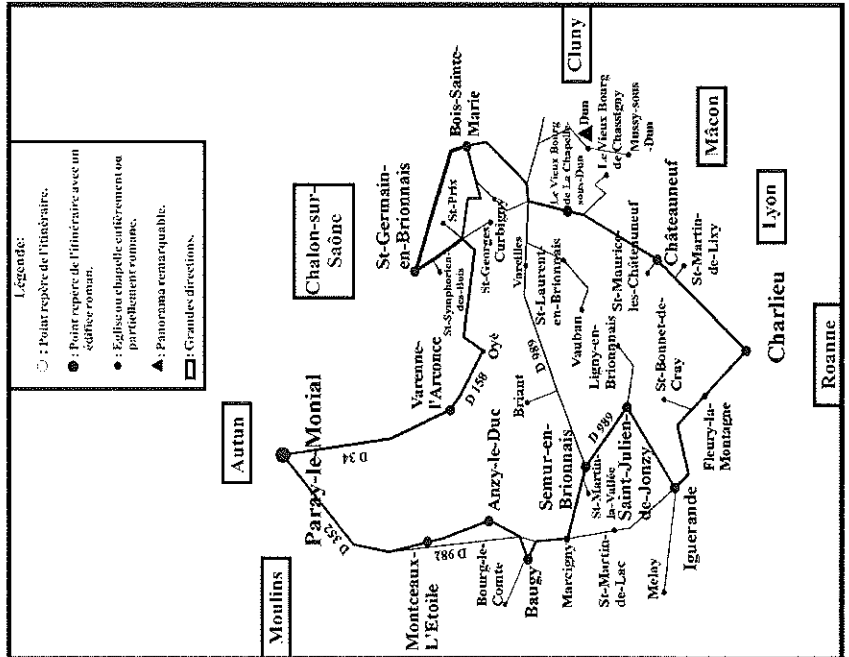 Légende:
: Point repère de l'itinéraire.
: Point repère de l'itinéraire avec un
édifice roman.
: Eglise ou chapelle entièrement ou
partiellement romane.
: Panorama remarquable.
: Grandes directions.
Moulins
Autun
Chalon-sur-
Saône
Cluny
Mâcon
Lyon
Roanne
Paray-le-Monial
D 34
D 352
D 982
D 158
Varenne-
l'Arconce
Oyé
St-Germain-
en-Brionnais
Bois-Sainte-
Marie
St-Prix
St-Symphorien-
des-Bois
St-Georges
Curbigny
Vareilles
D 989
Briant
St-Laurent-
en-Brionnais
Vauban
Ligny-en-
Brionnais
Le Vieux Bourg
de La Chapelle-
sous-Dun
Dun
Le Vieux Bourg
de Chassigny
Mussy-sous
-Dun
St-Maurice-
les-Châteauneuf
Châteauneuf
St-Martin-
de-Lixy
Charlieu
St-Bonnet-de-
Cray
Fleury-la-
Montagne
Iguerande
Saint-Julien-
de-Jonzy
D 989
Semur-en-
Brionnais
St-Martin-
la-Vallée
Montceaux-
L'Etoile
Anzy-le-Duc
Bourg-le-
Comte
Baugy
Marcigny
St-Martin-
de-Lac
Melay